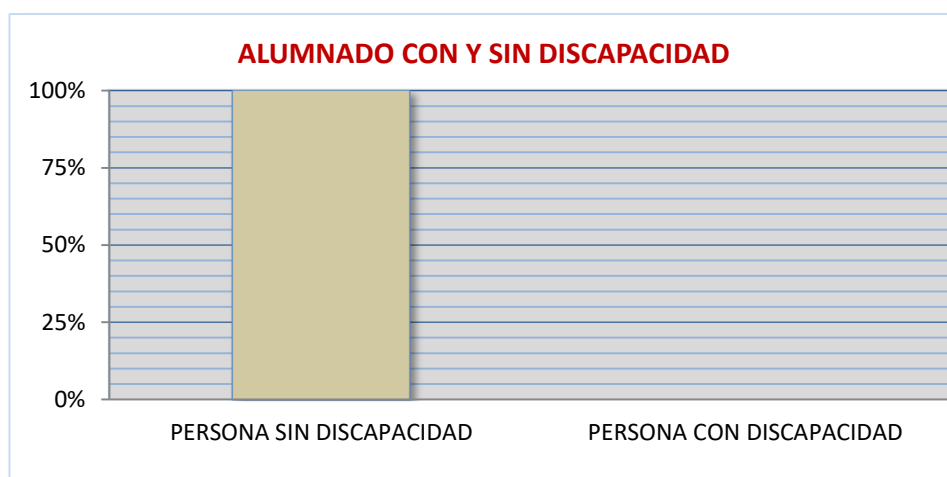 ALUMNADO CON Y SIN DISCAPACIDAD
100%
75%
50%
25%
0%
PERSONA SIN DISCAPACIDAD
PERSONA CON DISCAPACIDAD